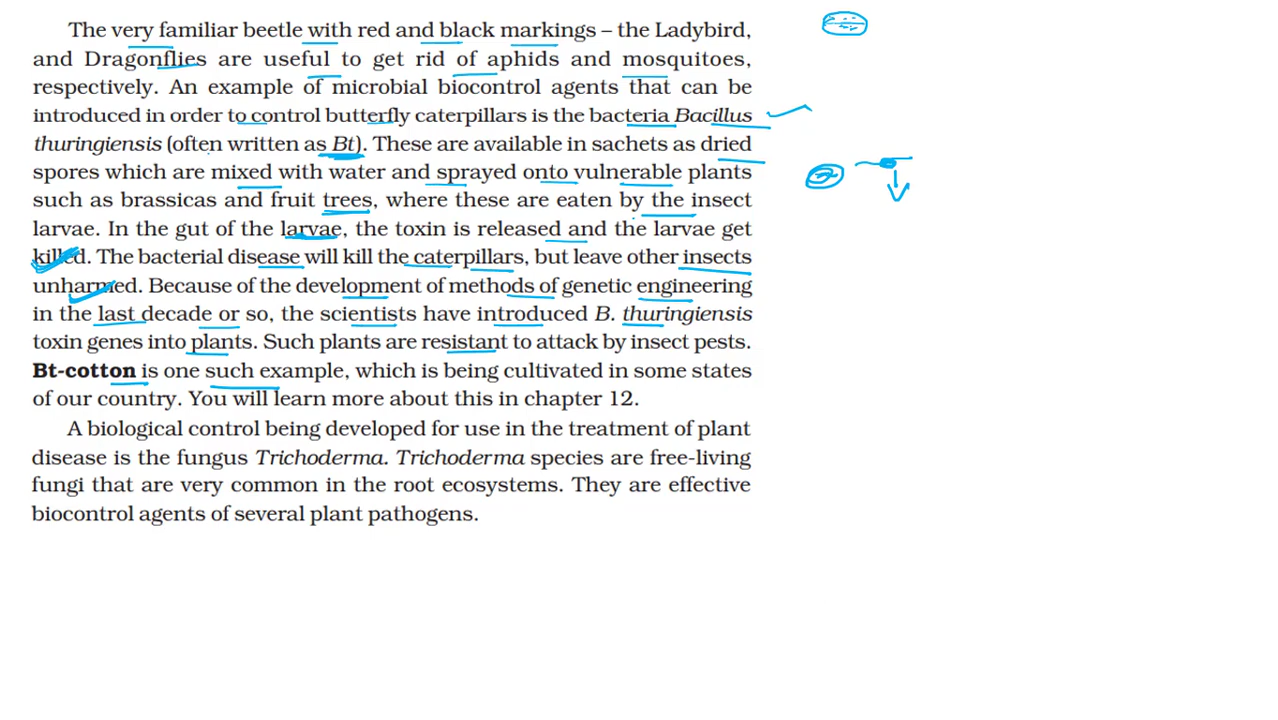 The very familiar beetle with red and black markings – the Ladybird,
and Dragonflies are useful to get rid of aphids and mosquitoes,
respectively. An example of microbial biocontrol agents that can be
introduced in order to control butterfly caterpillars is the bacteria Bacillus
thuringiensis (often written as Bt). These are available in sachets as dried
spores which are mixed with water and sprayed onto vulnerable plants
such as brassicas and fruit trees, where these are eaten by the insect
larvae. In the gut of the larvae, the toxin is released and the larvae get
killed. The bacterial disease will kill the caterpillars, but leave other insects
unharmed. Because of the development of methods of genetic engineering
in the last decade or so, the scientists have introduced B. thuringiensis
toxin genes into plants. Such plants are resistant to attack by insect pests.
Bt-cotton is one such example, which is being cultivated in some states
of our country. You will learn more about this in chapter 12.
A biological control being developed for use in the treatment of plant
disease is the fungus Trichoderma. Trichoderma species are free-living
fungi that are very common in the root ecosystems. They are effective
biocontrol agents of several plant pathogens.